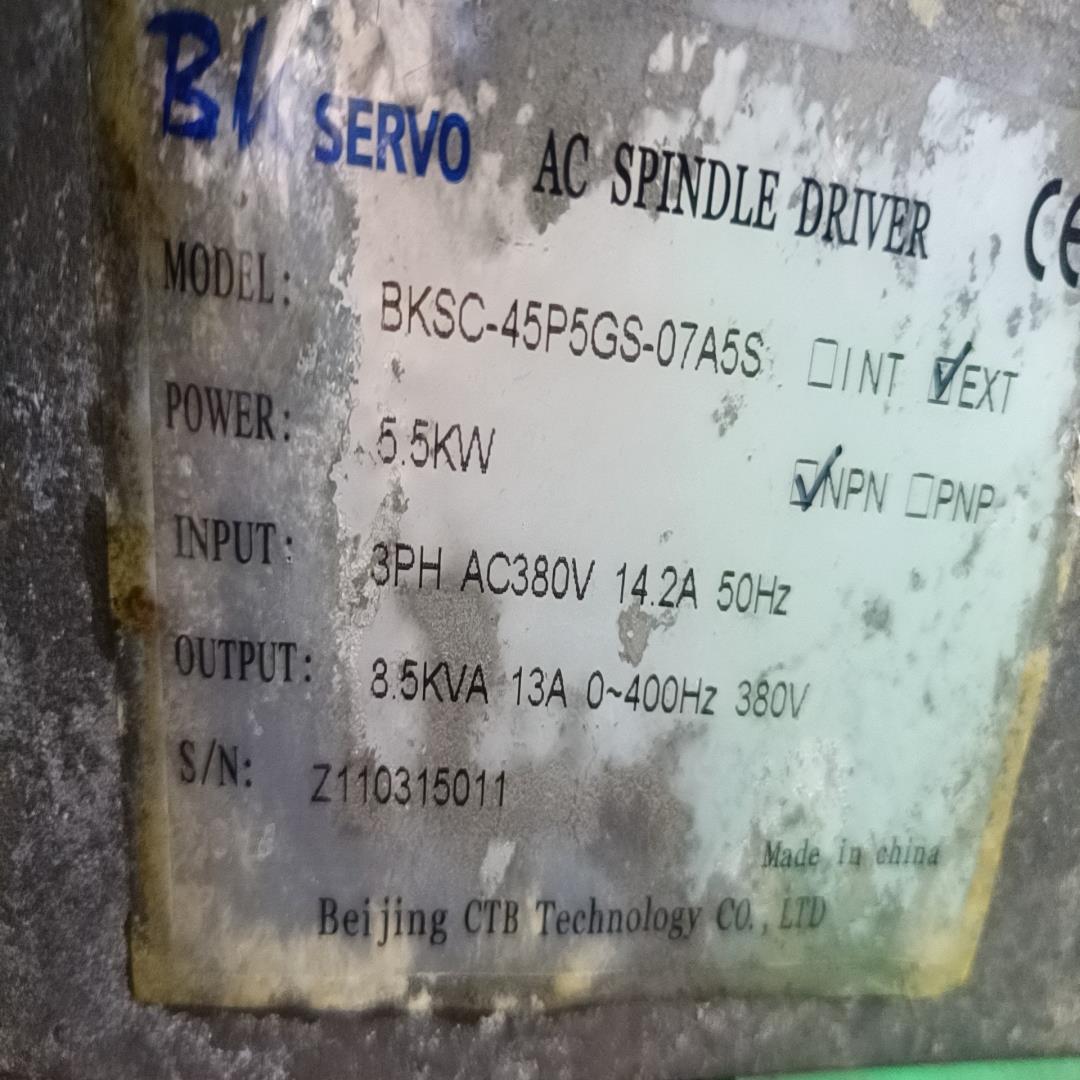 SERVO AC SPINDLE DRIVER CE
MODEL: BKSC-45P5GS-07A5S □INT ☑EXT
POWER: 5.5KW ☑NPN □PNP
INPUT: 3PH AC380V 14.2A 50Hz
OUTPUT: 8.5KVA 13A 0~400Hz 380V
S/N: Z110315011
Made in china
Beijing CTB Technology CO., LTD